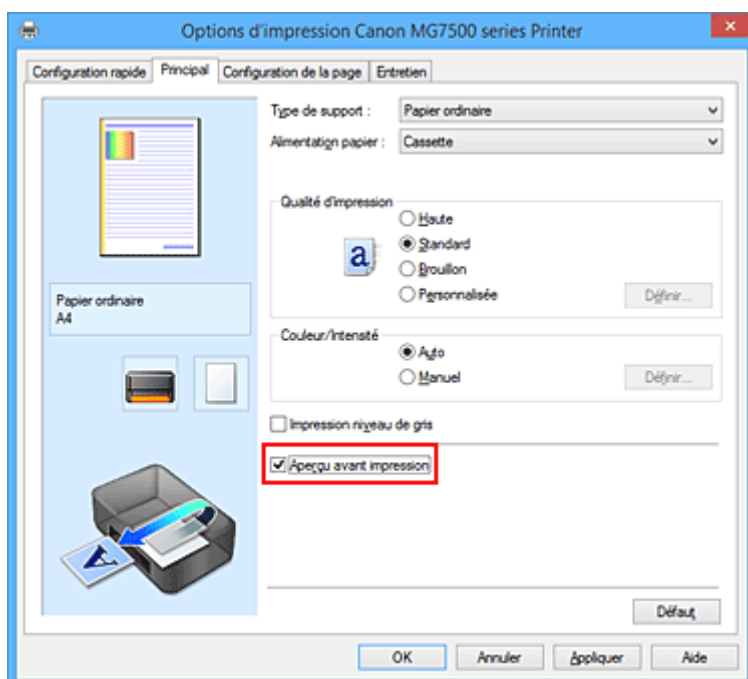 Options d'impression Canon MG7500 series Printer
Configuration rapide Principal Configuration de la page Entretien
Type de support : Papier ordinaire
Alimentation papier : Cassette
Qualité d'impression
Haute
a Standard
Brouillon
Personnalisée Définir...
Papier ordinaire
A4
Couleur/Intensité
Auto
Manuel Définir...
Impression niveau de gris
Aperçu avant impression
A
Défaut
OK Annuler Appliquer Aide